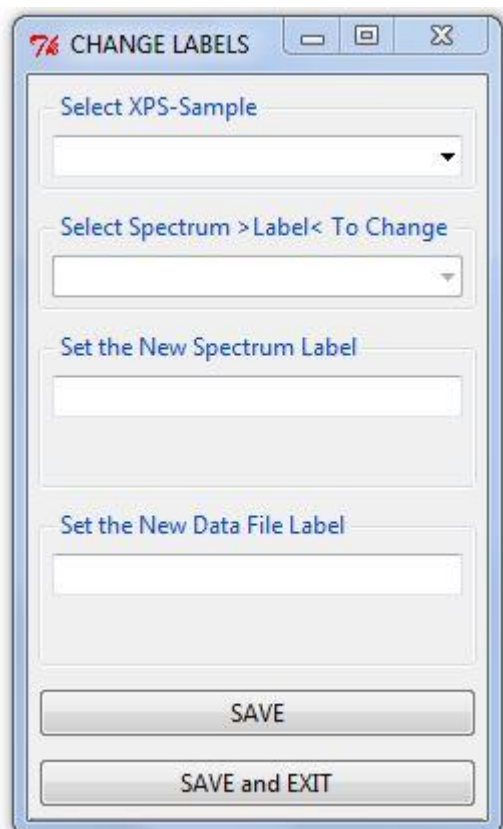 CHANGE LABELS
Select XPS-Sample
Select Spectrum >Label< To Change
Set the New Spectrum Label
Set the New Data File Label
SAVE
SAVE and EXIT